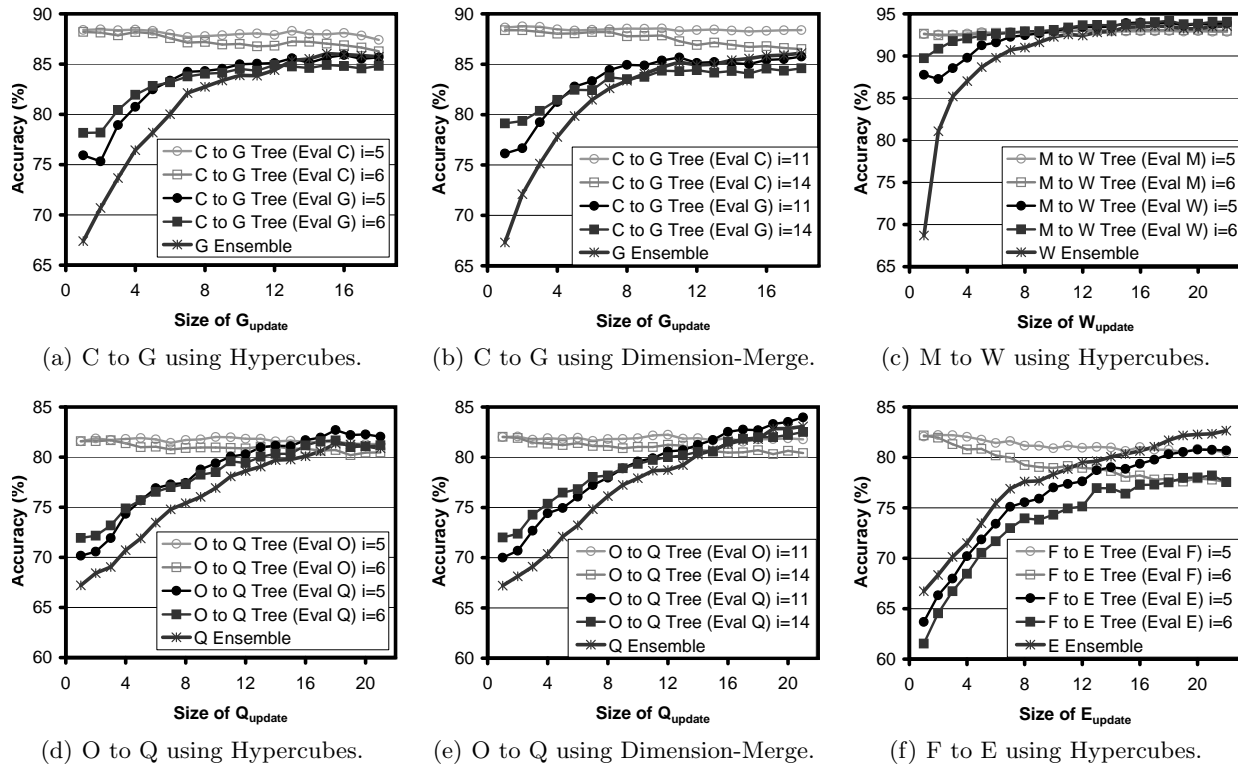 90
85
80
75
70
65
0
4
8
12
16
Accuracy (%)
Size of Gupdate
C to G Tree (Eval C) i=5
C to G Tree (Eval C) i=6
C to G Tree (Eval G) i=5
C to G Tree (Eval G) i=6
G Ensemble
(a) C to G using Hypercubes.
90
85
80
75
70
65
0
4
8
12
16
Accuracy (%)
Size of Gupdate
C to G Tree (Eval C) i=11
C to G Tree (Eval C) i=14
C to G Tree (Eval G) i=11
C to G Tree (Eval G) i=14
G Ensemble
(b) C to G using Dimension-Merge.
95
90
85
80
75
70
65
0
4
8
12
16
20
Accuracy (%)
Size of Wupdate
M to W Tree (Eval M) i=5
M to W Tree (Eval M) i=6
M to W Tree (Eval W) i=5
M to W Tree (Eval W) i=6
W Ensemble
(c) M to W using Hypercubes.
85
80
75
70
65
60
0
4
8
12
16
20
Accuracy (%)
Size of Qupdate
O to Q Tree (Eval O) i=5
O to Q Tree (Eval O) i=6
O to Q Tree (Eval Q) i=5
O to Q Tree (Eval Q) i=6
Q Ensemble
(d) O to Q using Hypercubes.
85
80
75
70
65
60
0
4
8
12
16
20
Accuracy (%)
Size of Qupdate
O to Q Tree (Eval O) i=11
O to Q Tree (Eval O) i=14
O to Q Tree (Eval Q) i=11
O to Q Tree (Eval Q) i=14
Q Ensemble
(e) O to Q using Dimension-Merge.
85
80
75
70
65
60
0
4
8
12
16
20
Accuracy (%)
Size of Eupdate
F to E Tree (Eval F) i=5
F to E Tree (Eval F) i=6
F to E Tree (Eval E) i=5
F to E Tree (Eval E) i=6
E Ensemble
(f) F to E using Hypercubes.